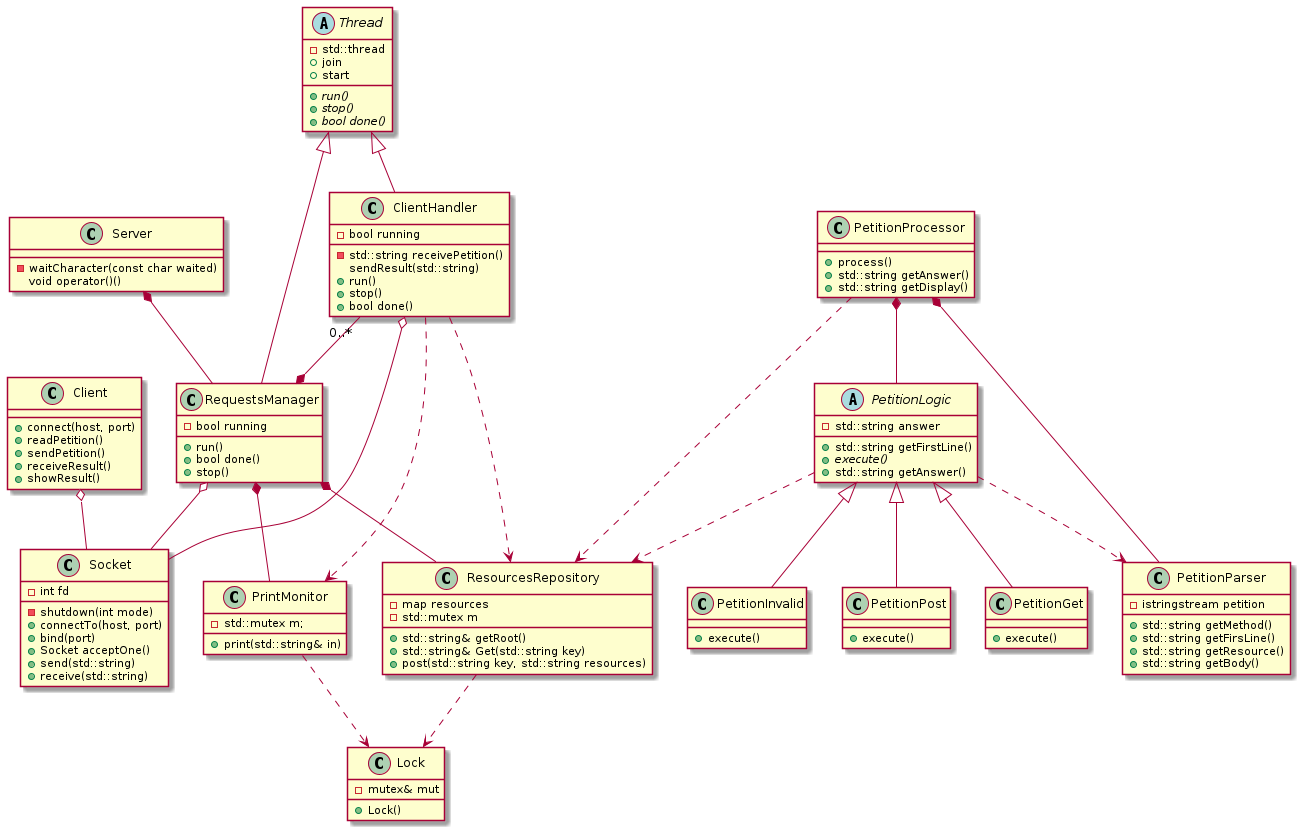 A Thread
std::thread
join
start
run()
stop()
bool done()
C Server
waitCharacter(const char waited)
void operator()()
C ClientHandler
bool running
std::string receivePetition()
sendResult(std::string)
run()
stop()
bool done()
C PetitionProcessor
process()
std::string getAnswer()
std::string getDisplay()
0..*
C Client
connect(host, port)
readPetition()
sendPetition()
receiveResult()
showResult()
C RequestsManager
bool running
run()
bool done()
stop()
A PetitionLogic
std::string answer
std::string getFirstLine()
execute()
std::string getAnswer()
C Socket
int fd
shutdown(int mode)
connectTo(host, port)
bind(port)
Socket acceptOne()
send(std::string)
receive(std::string)
C PrintMonitor
std::mutex m;
print(std::string& in)
C ResourcesRepository
map resources
std::mutex m
std::string& getRoot()
std::string& Get(std::string key)
post(std::string key, std::string resources)
C PetitionInvalid
execute()
C PetitionPost
execute()
C PetitionGet
execute()
C PetitionParser
istringstream petition
std::string getMethod()
std::string getFirsLine()
std::string getResource()
std::string getBody()
C Lock
mutex& mut
Lock()